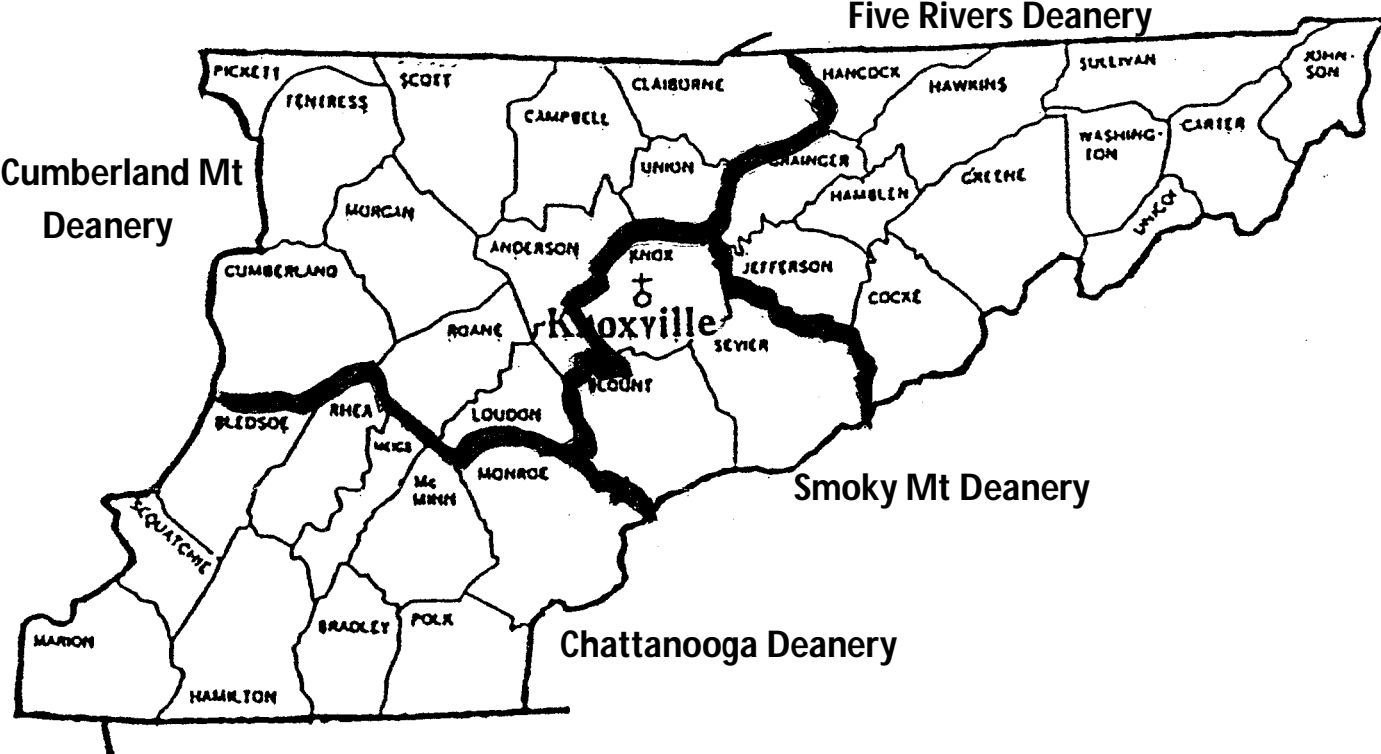 Five Rivers Deanery
PICKETT
FENTRESS
SCOTT
CAMPBELL
CLAIBORNE
HANCOCK
HAWKINS
SULLIVAN
JOHN-
SON
UNION
GRAINGER
HAMBLEN
GREENE
WASHING-
TON
CARTER
UNICOI
Cumberland Mt
Deanery
MORGAN
ANDERSON
KNOX
JEFFERSON
COCKE
CUMBERLAND
ROANE
Knoxville
SEVIER
BLOUNT
LOUDON
BLEDSOE
RHEA
MEIGS
Mc
MINN
MONROE
Smoky Mt Deanery
SEQUATCHIE
MARION
HAMILTON
BRADLEY
POLK
Chattanooga Deanery